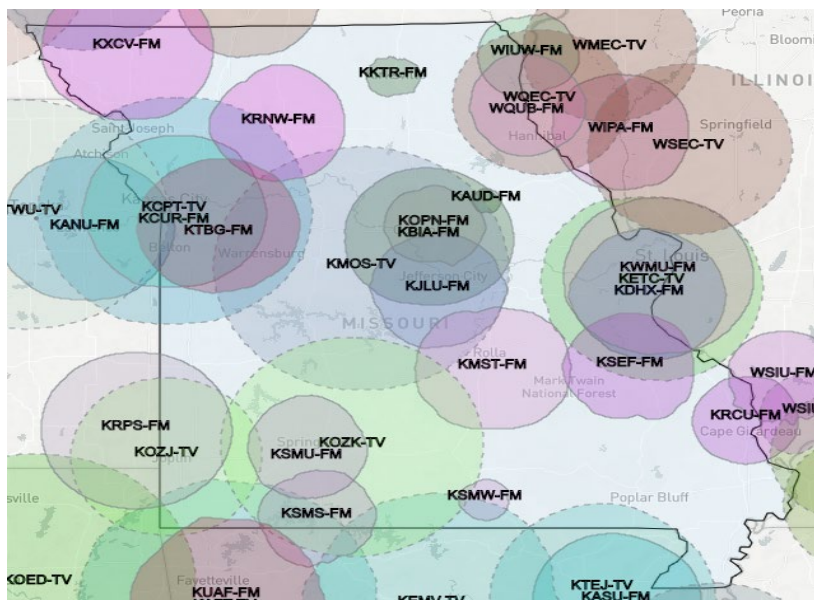 Peoria
KXCV-FM
WIUW-FM
WMEC-TV
Bloomi
KKTR-FM
ILLINOI
WQEC-TV
WQUB-FM
KRNW-FM
Saint Joseph
Hannibal
WIPA-FM
Springfield
WSEC-TV
Atchison
KAUD-FM
TWU-TV
KCPT-TV
KANU-FM
KCUR-FM
KTBG-FM
KOPN-FM
KBIA-FM
Belton
Warrensburg
St. Louis
KMOS-TV
KWMU-FM
Jefferson City
KETC-TV
KJLU-FM
KDHX-FM
MISSOURI
Rolla
KMST-FM
KSEF-FM
WSIU-FM
Mark Twain
National Forest
KRCU-FM
WSIU
KRPS-FM
Cape Girardeau
KOZK-TV
KOZJ-TV
KSMU-FM
Joplin
sville
KSMW-FM
Poplar Bluff
KSMS-FM
KOED-TV
Fayetteville
KTEJ-TV
KUAF-FM
KASU-FM
KEMV-TV